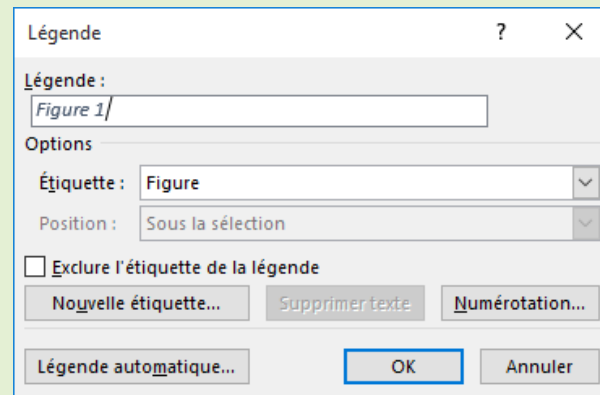 Légende ?
Légende :
Figure 1
Options
Étiquette : Figure
Position : Sous la sélection
Exclure l'étiquette de la légende
Nouvelle étiquette... Supprimer texte Numérotation...
Légende automatique... OK Annuler